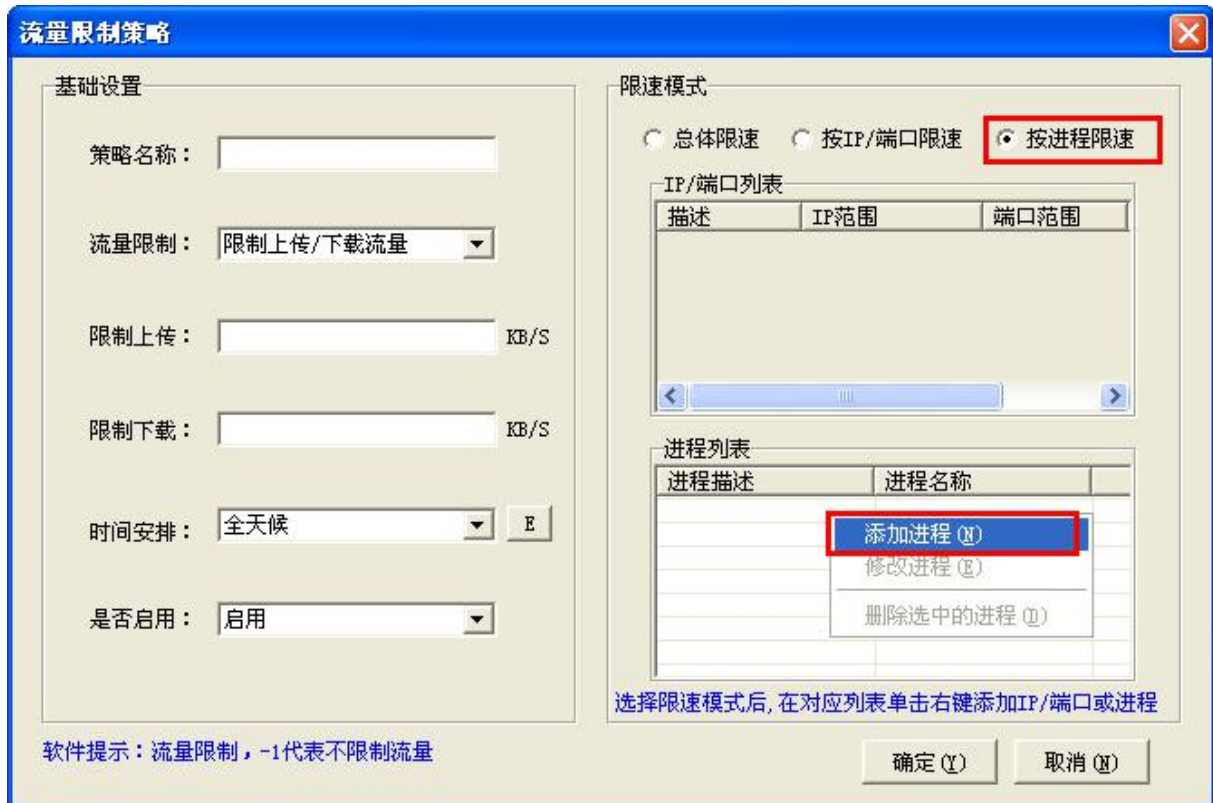 流量限制策略
基础设置
策略名称：
流量限制： 限制上传/下载流量
限制上传： KB/S
限制下载： KB/S
时间安排： 全天候 E
是否启用： 启用
限速模式
总体限速 按IP/端口限速 按进程限速
IP/端口列表
描述 IP范围 端口范围
进程列表
进程描述 进程名称
添加进程(N)
修改进程(E)
删除选中的进程(D)
选择限速模式后,在对应列表单击右键添加IP/端口或进程
软件提示：流量限制，-1代表不限制流量
确定(Y) 取消(N)